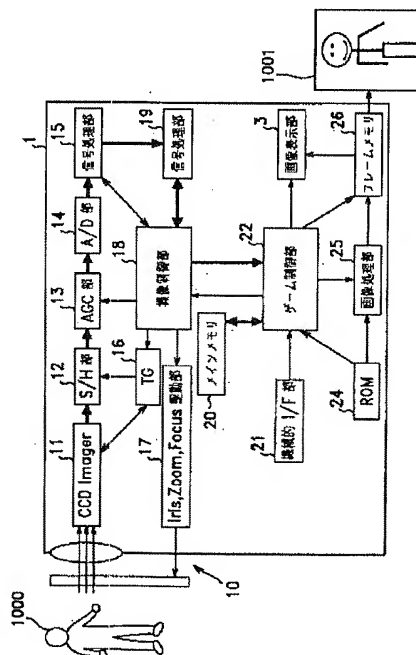 1
1000
10
11
CCD Imager
12
S/H 部
13
AGC 部
14
A/D 部
15
信号処理部
16
TG
17
Iris,Zoom,Focus 駆動部
18
撮像制御部
19
信号処理部
20
メインメモリ
21
機械的 I/F 部
22
ゲーム制御部
3
画像表示部
24
ROM
25
画像処理部
26
フレームメモリ
1001